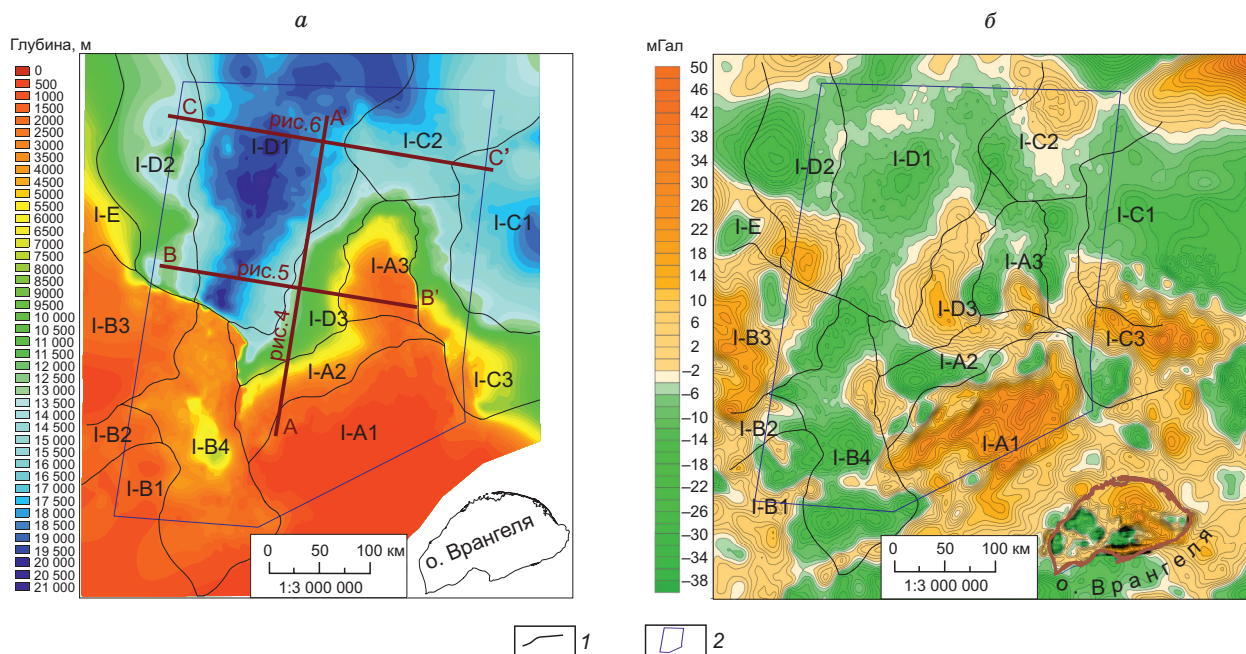 а
Глубина, м
0
500
1000
1500
2000
2500
3000
3500
4000
4500
5000
5500
6000
6500
7000
7500
8000
8500
9000
9500
10 000
10 500
11 000
11 500
12 000
12 500
13 000
13 500
14 000
14 500
15 000
15 500
16 000
16 500
17 000
17 500
18 000
18 500
19 000
19 500
20 000
20 500
21 000
C
рис.6
A'
I-D1
I-C2
C'
I-D2
I-E
I-C1
B
рис.5
I-A3
B'
I-B3
рис.4
I-D3
I-A2
I-C3
A
I-A1
I-B2
I-B4
I-B1
0 50 100 км
1:3 000 000
о. Врангеля
б
мГал
50
46
42
38
34
30
26
22
18
14
10
6
2
–2
–6
–10
–14
–18
–22
–26
–30
–34
–38
I-C2
I-D1
I-D2
I-E
I-C1
I-A3
I-D3
I-B3
I-C3
I-A2
I-A1
I-B2
I-B4
I-B1
0 50 100 км
1:3 000 000
о. Врангеля
1
2